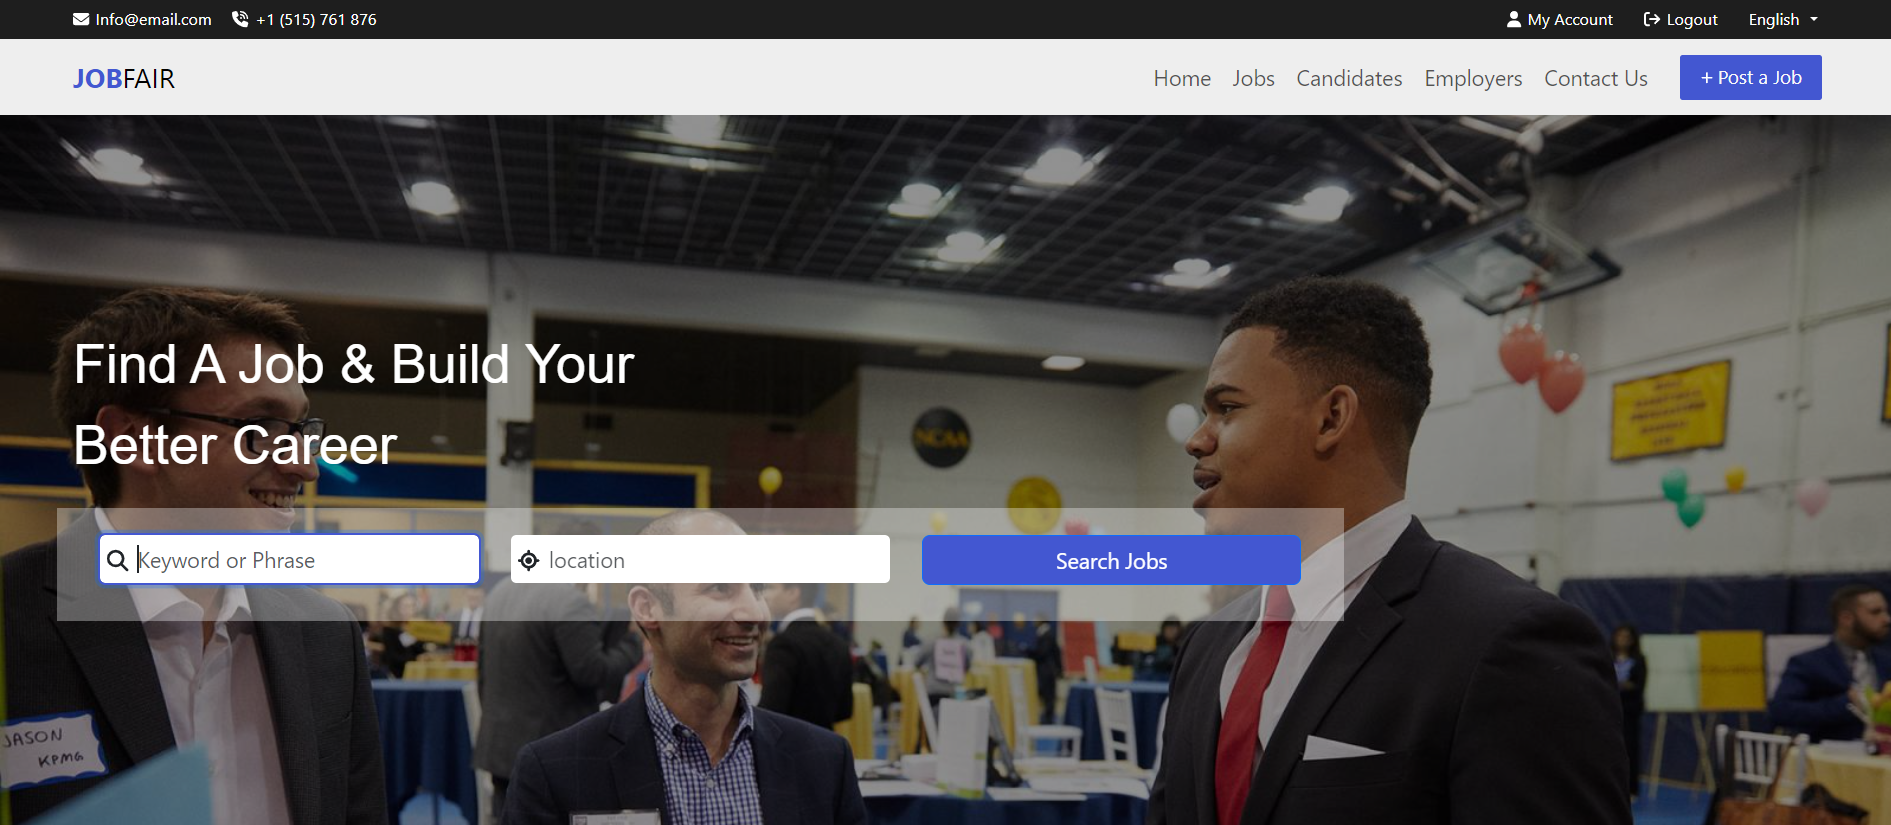 Info@email.com +1 (515) 761 876 My Account Logout English
JOBFAIR Home Jobs Candidates Employers Contact Us + Post a Job
Find A Job & Build Your
Better Career
NCAA
Keyword or Phrase location Search Jobs
JASON
KPMG